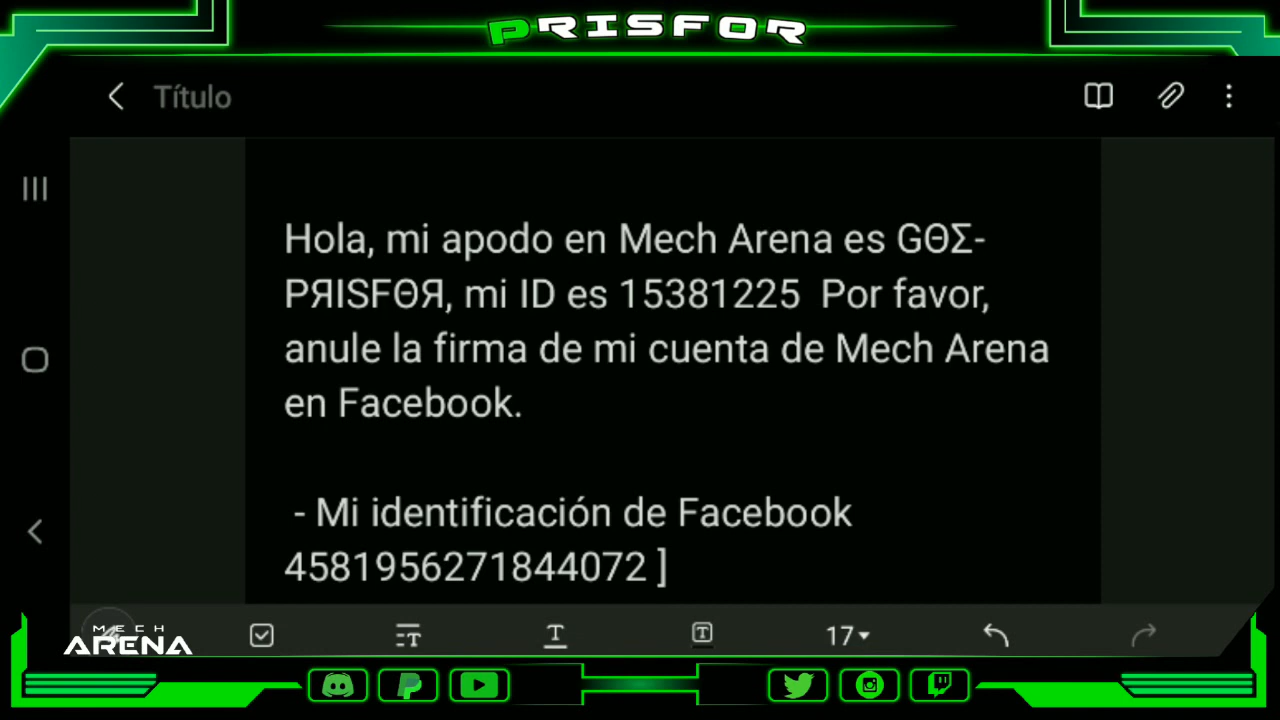 PRISFOR
Título
Hola, mi apodo en Mech Arena es GΘΣ-
PЯISFΘЯ, mi ID es 15381225 Por favor,
anule la firma de mi cuenta de Mech Arena
en Facebook.
- Mi identificación de Facebook
4581956271844072 ]
17
MECH
ARENA